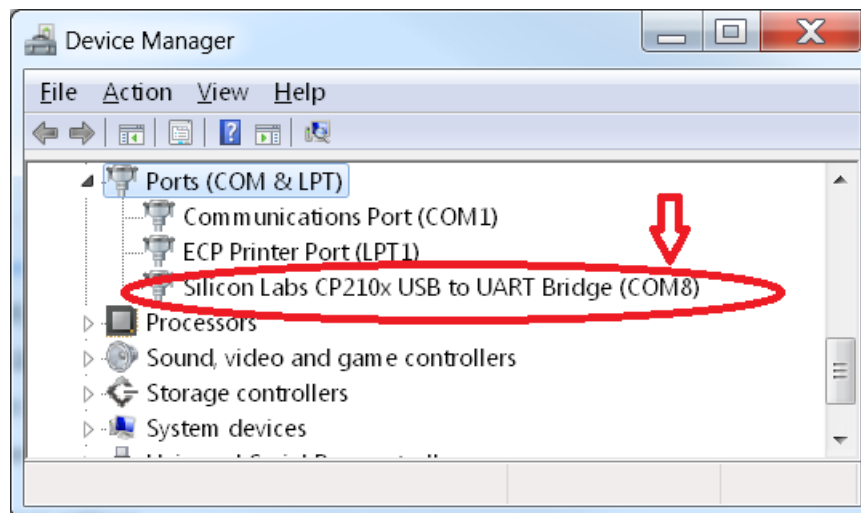 Device Manager
File Action View Help
Ports (COM & LPT)
Communications Port (COM1)
ECP Printer Port (LPT1)
Silicon Labs CP210x USB to UART Bridge (COM8)
Processors
Sound, video and game controllers
Storage controllers
System devices